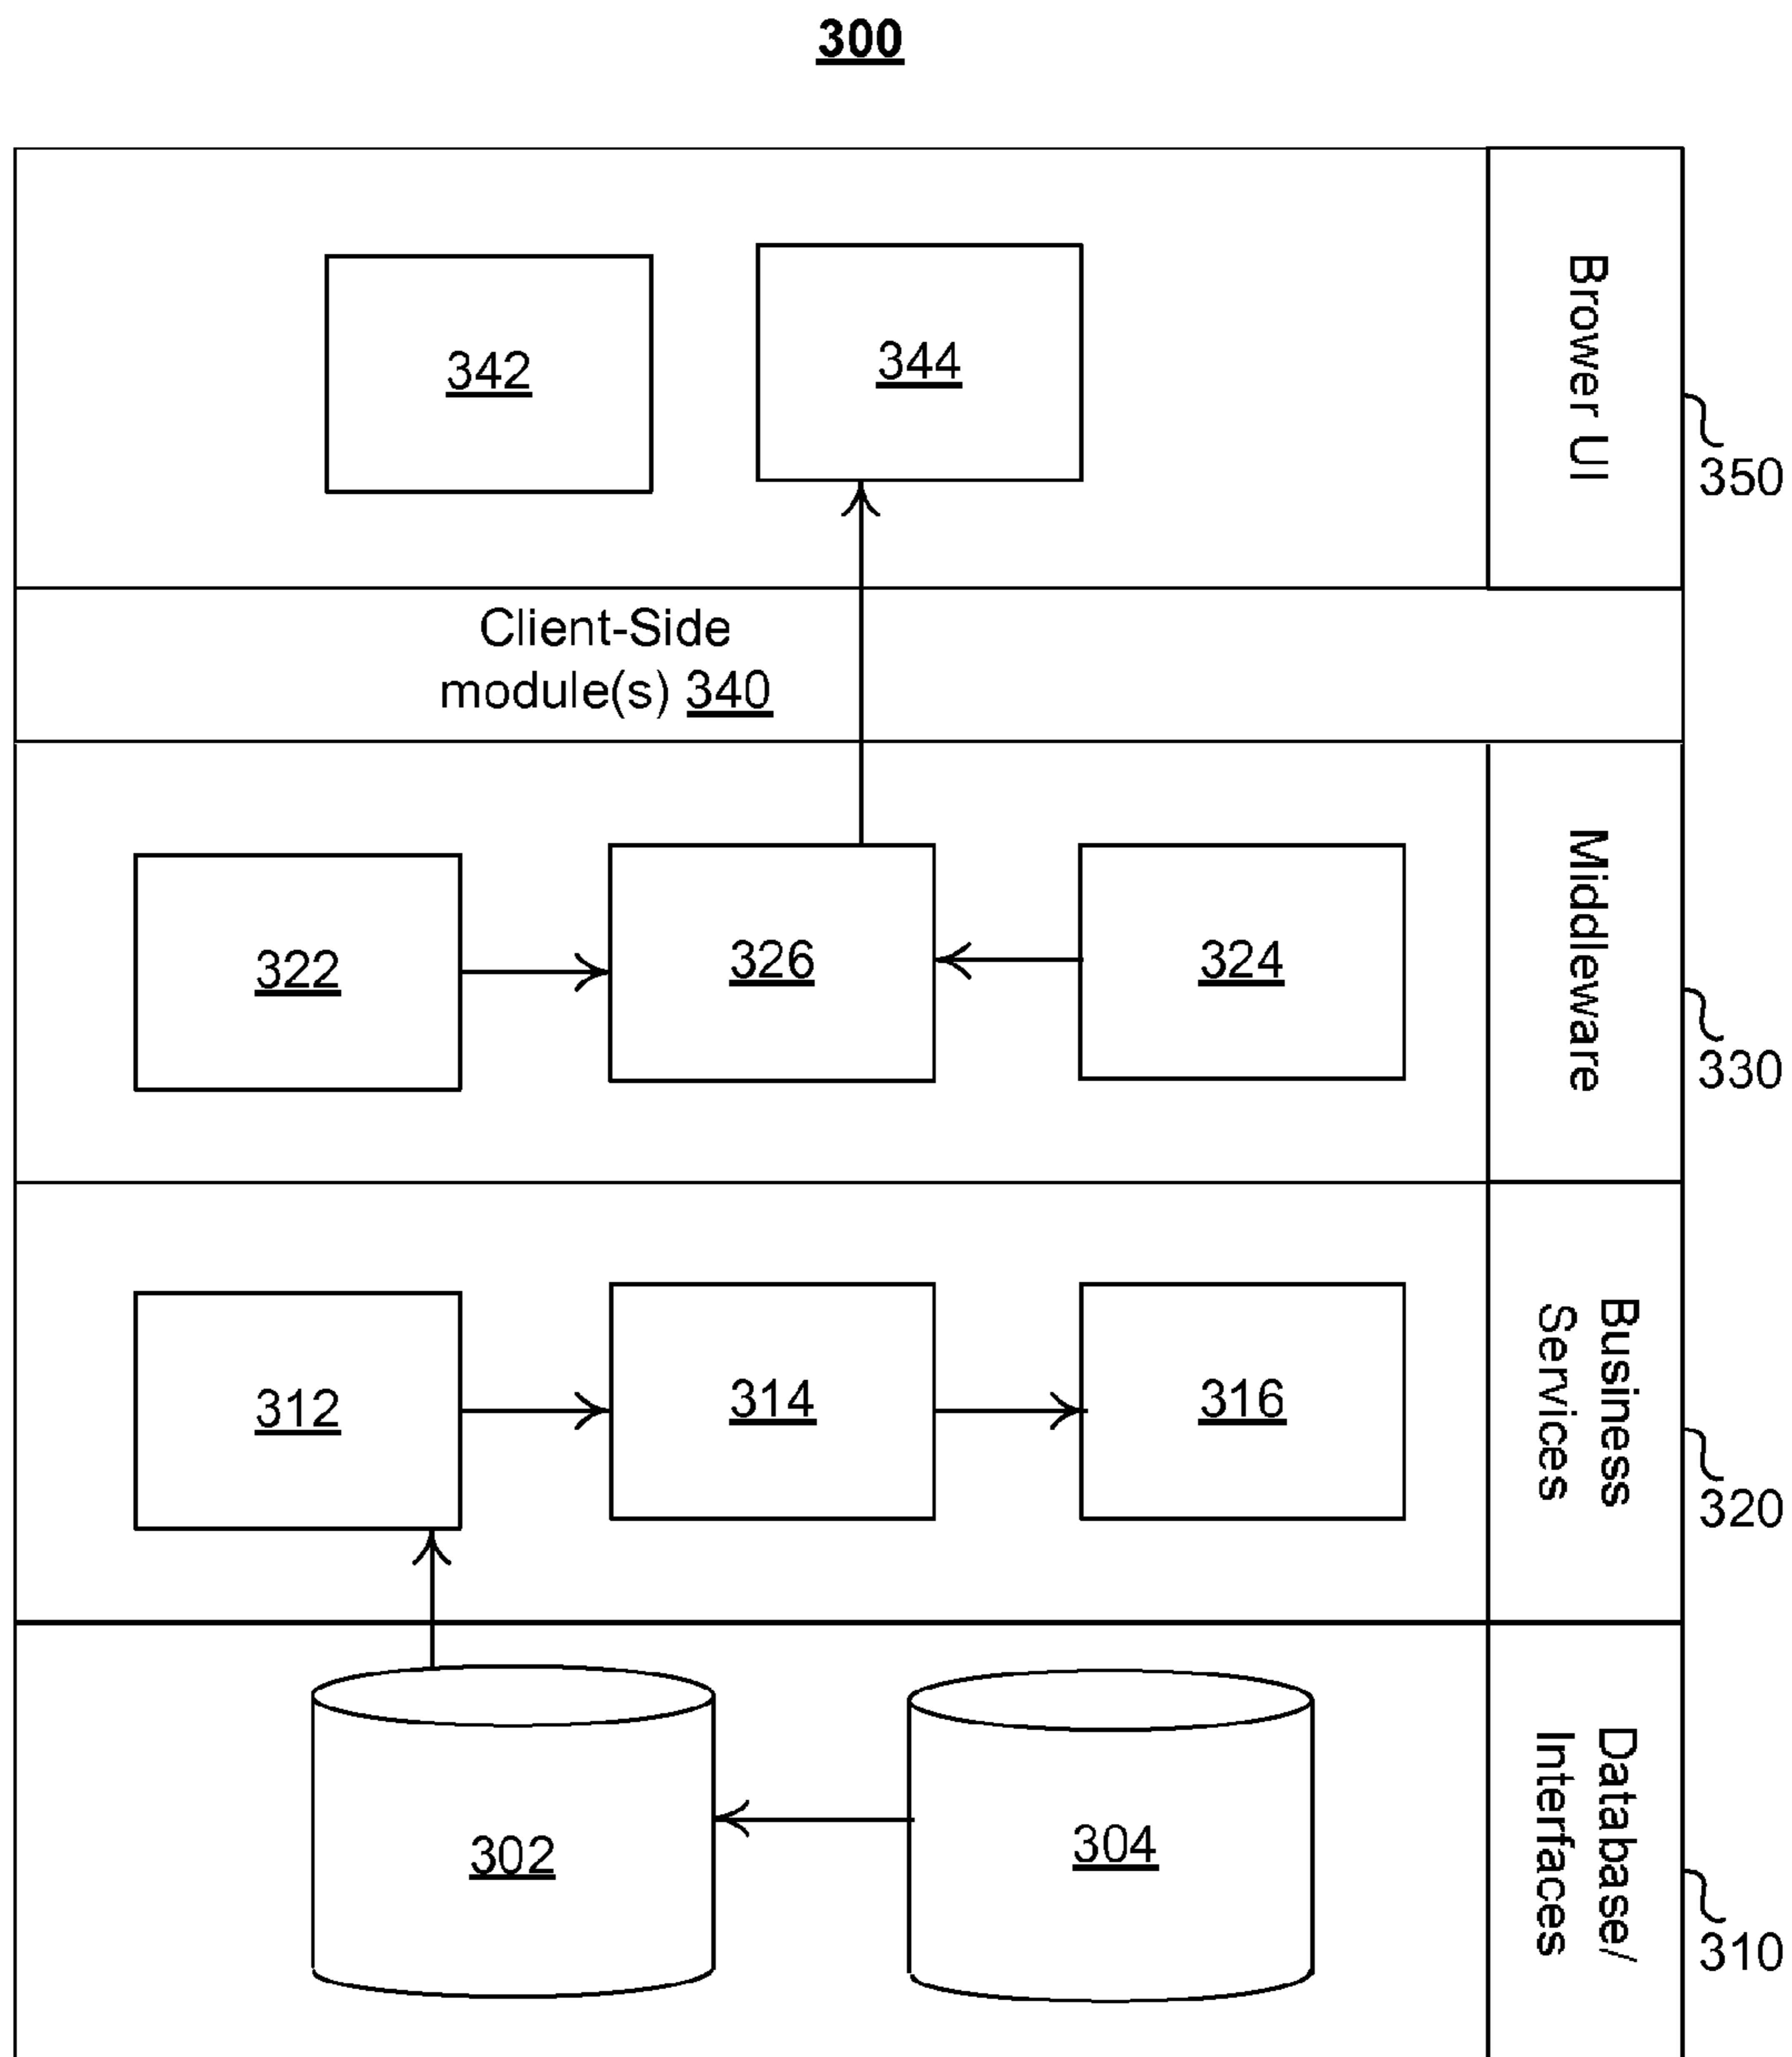 300
342
344
Brower UI
350
Client-Side
module(s) 340
322
326
324
Middleware
330
312
314
316
Business
Services
320
302
304
Database/
Interfaces
310